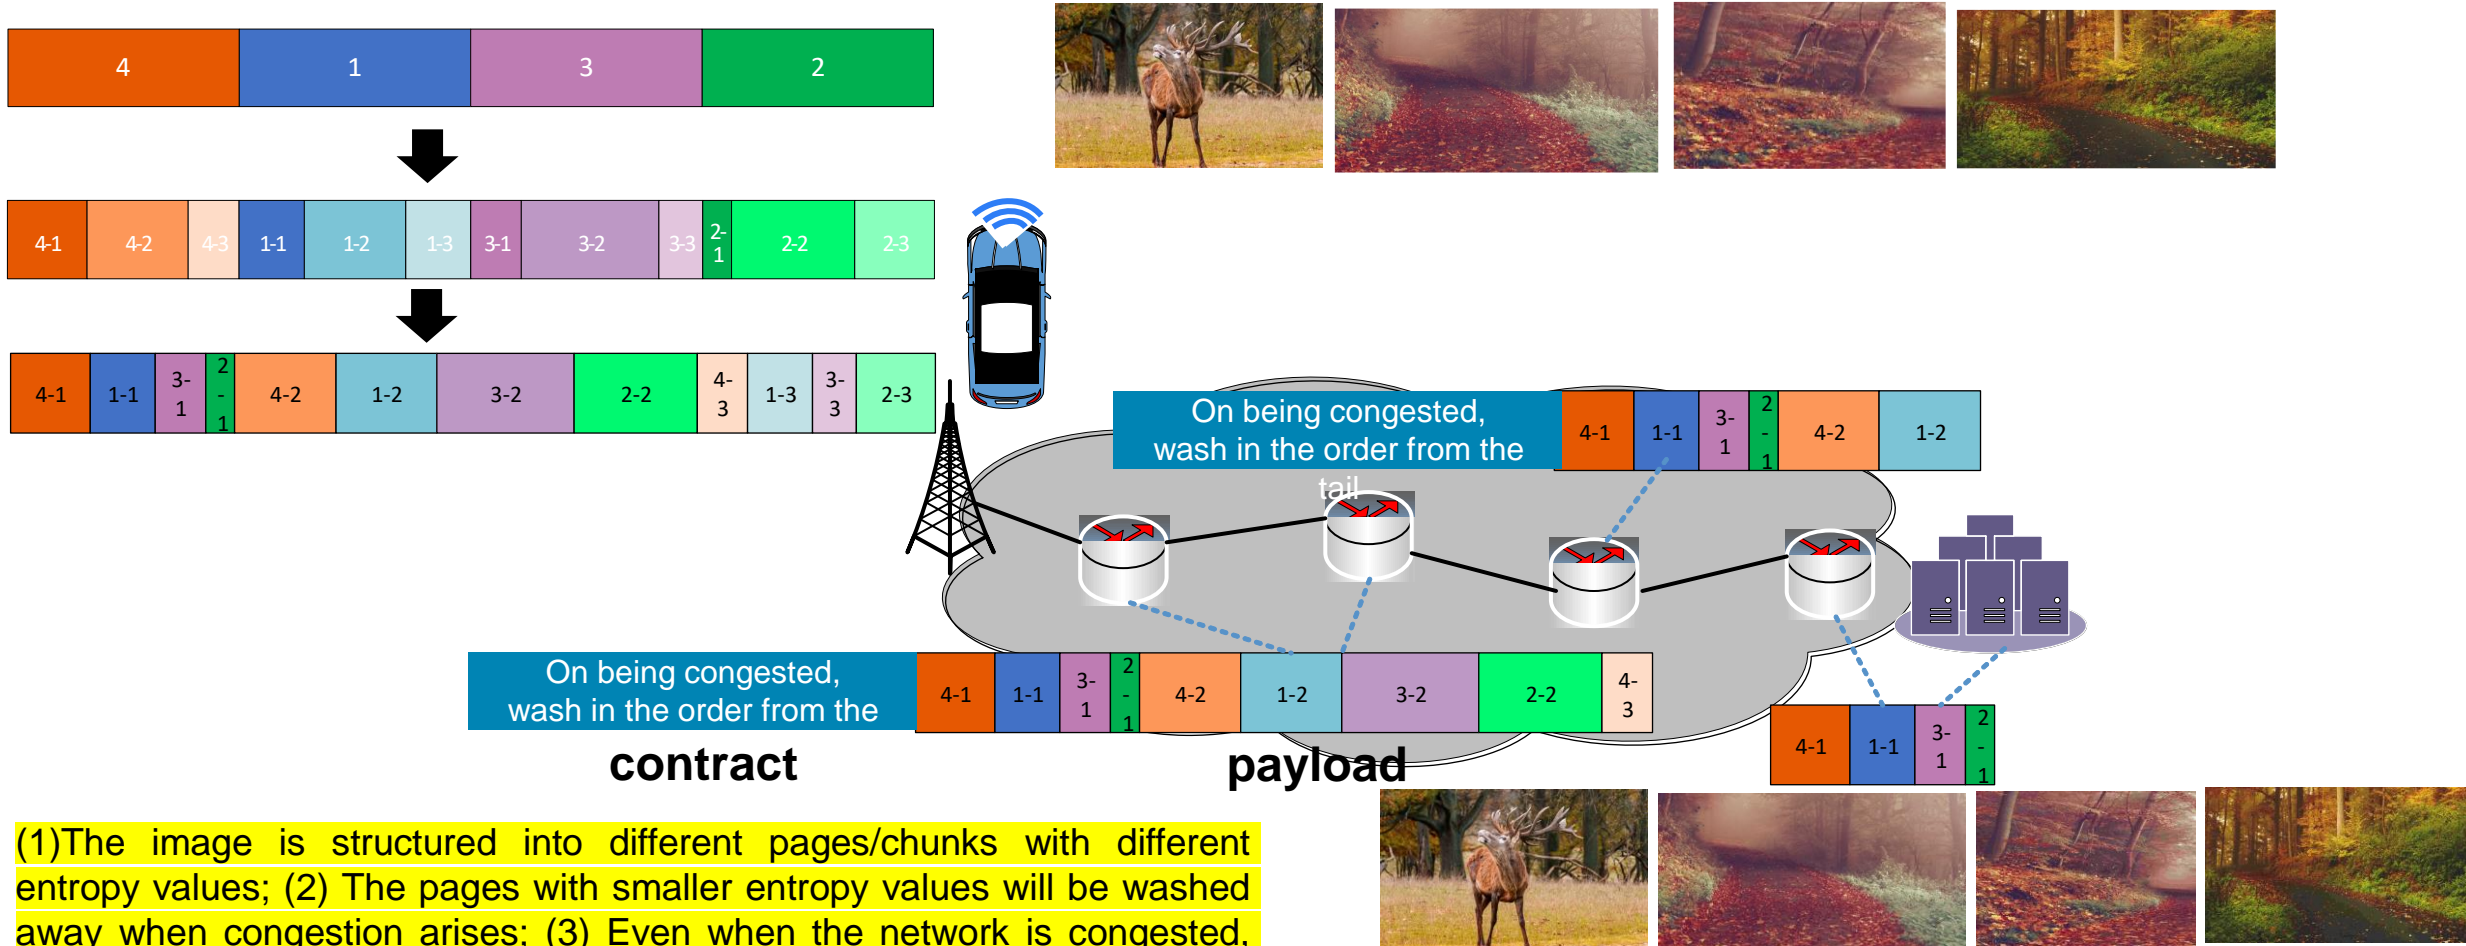 4 1 3 2
4-1 4-2 4-3 1-1 1-2 1-3 3-1 3-2 3-3 2-1 2-2 2-3
4-1 1-1 3-1 2-1 4-2 1-2 3-2 2-2 4-3 1-3 3-3 2-3
On being congested,
wash in the order from the
tail
4-1 1-1 3-1 2-1 4-2 1-2
On being congested,
wash in the order from the
4-1 1-1 3-1 2-1 4-2 1-2 3-2 2-2 4-3
contract payload
4-1 1-1 3-1 2-1
(1)The image is structured into different pages/chunks with different
entropy values; (2) The pages with smaller entropy values will be washed
away when congestion arises; (3) Even when the network is congested,